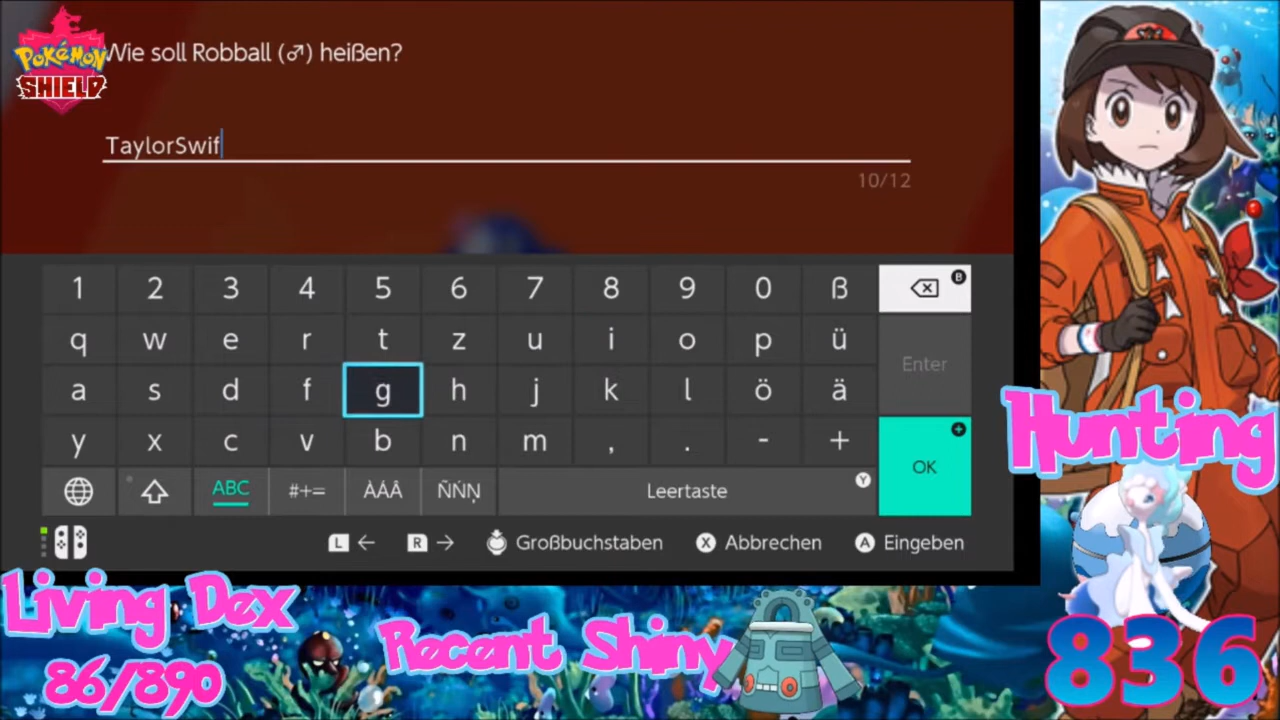 POKéMON
SHIELD
Wie soll Robball (♂) heißen?
TaylorSwif
10/12
1 2 3 4 5 6 7 8 9 0 ß B
q w e r t z u i o p ü
Enter
a s d f g h j k l ö ä
y x c v b n m , . - +
OK
ABC #+= ÀÁÂ ÑŃŅ Leertaste Y
L ← R → Großbuchstaben X Abbrechen A Eingeben
Hunting
836
Living Dex
86/890
Recent Shiny